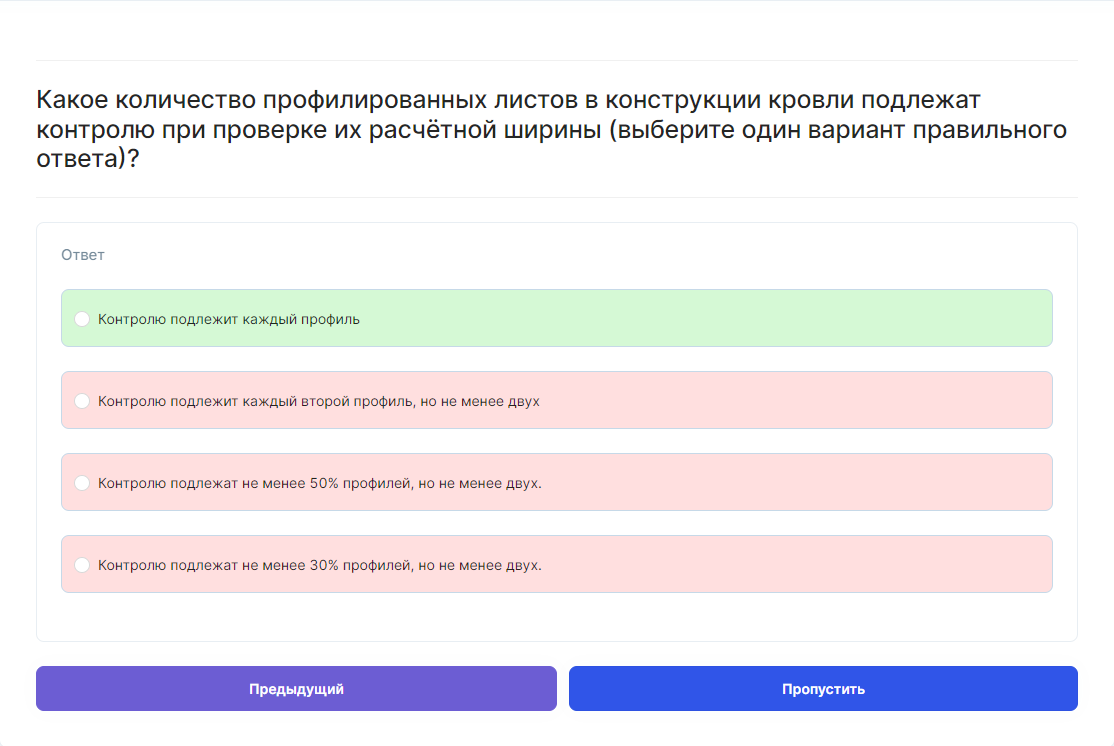 Какое количество профилированных листов в конструкции кровли подлежат
контролю при проверке их расчётной ширины (выберите один вариант правильного
ответа)?
Ответ
Контролю подлежит каждый профиль
Контролю подлежит каждый второй профиль, но не менее двух
Контролю подлежат не менее 50% профилей, но не менее двух.
Контролю подлежат не менее 30% профилей, но не менее двух.
Предыдущий
Пропустить